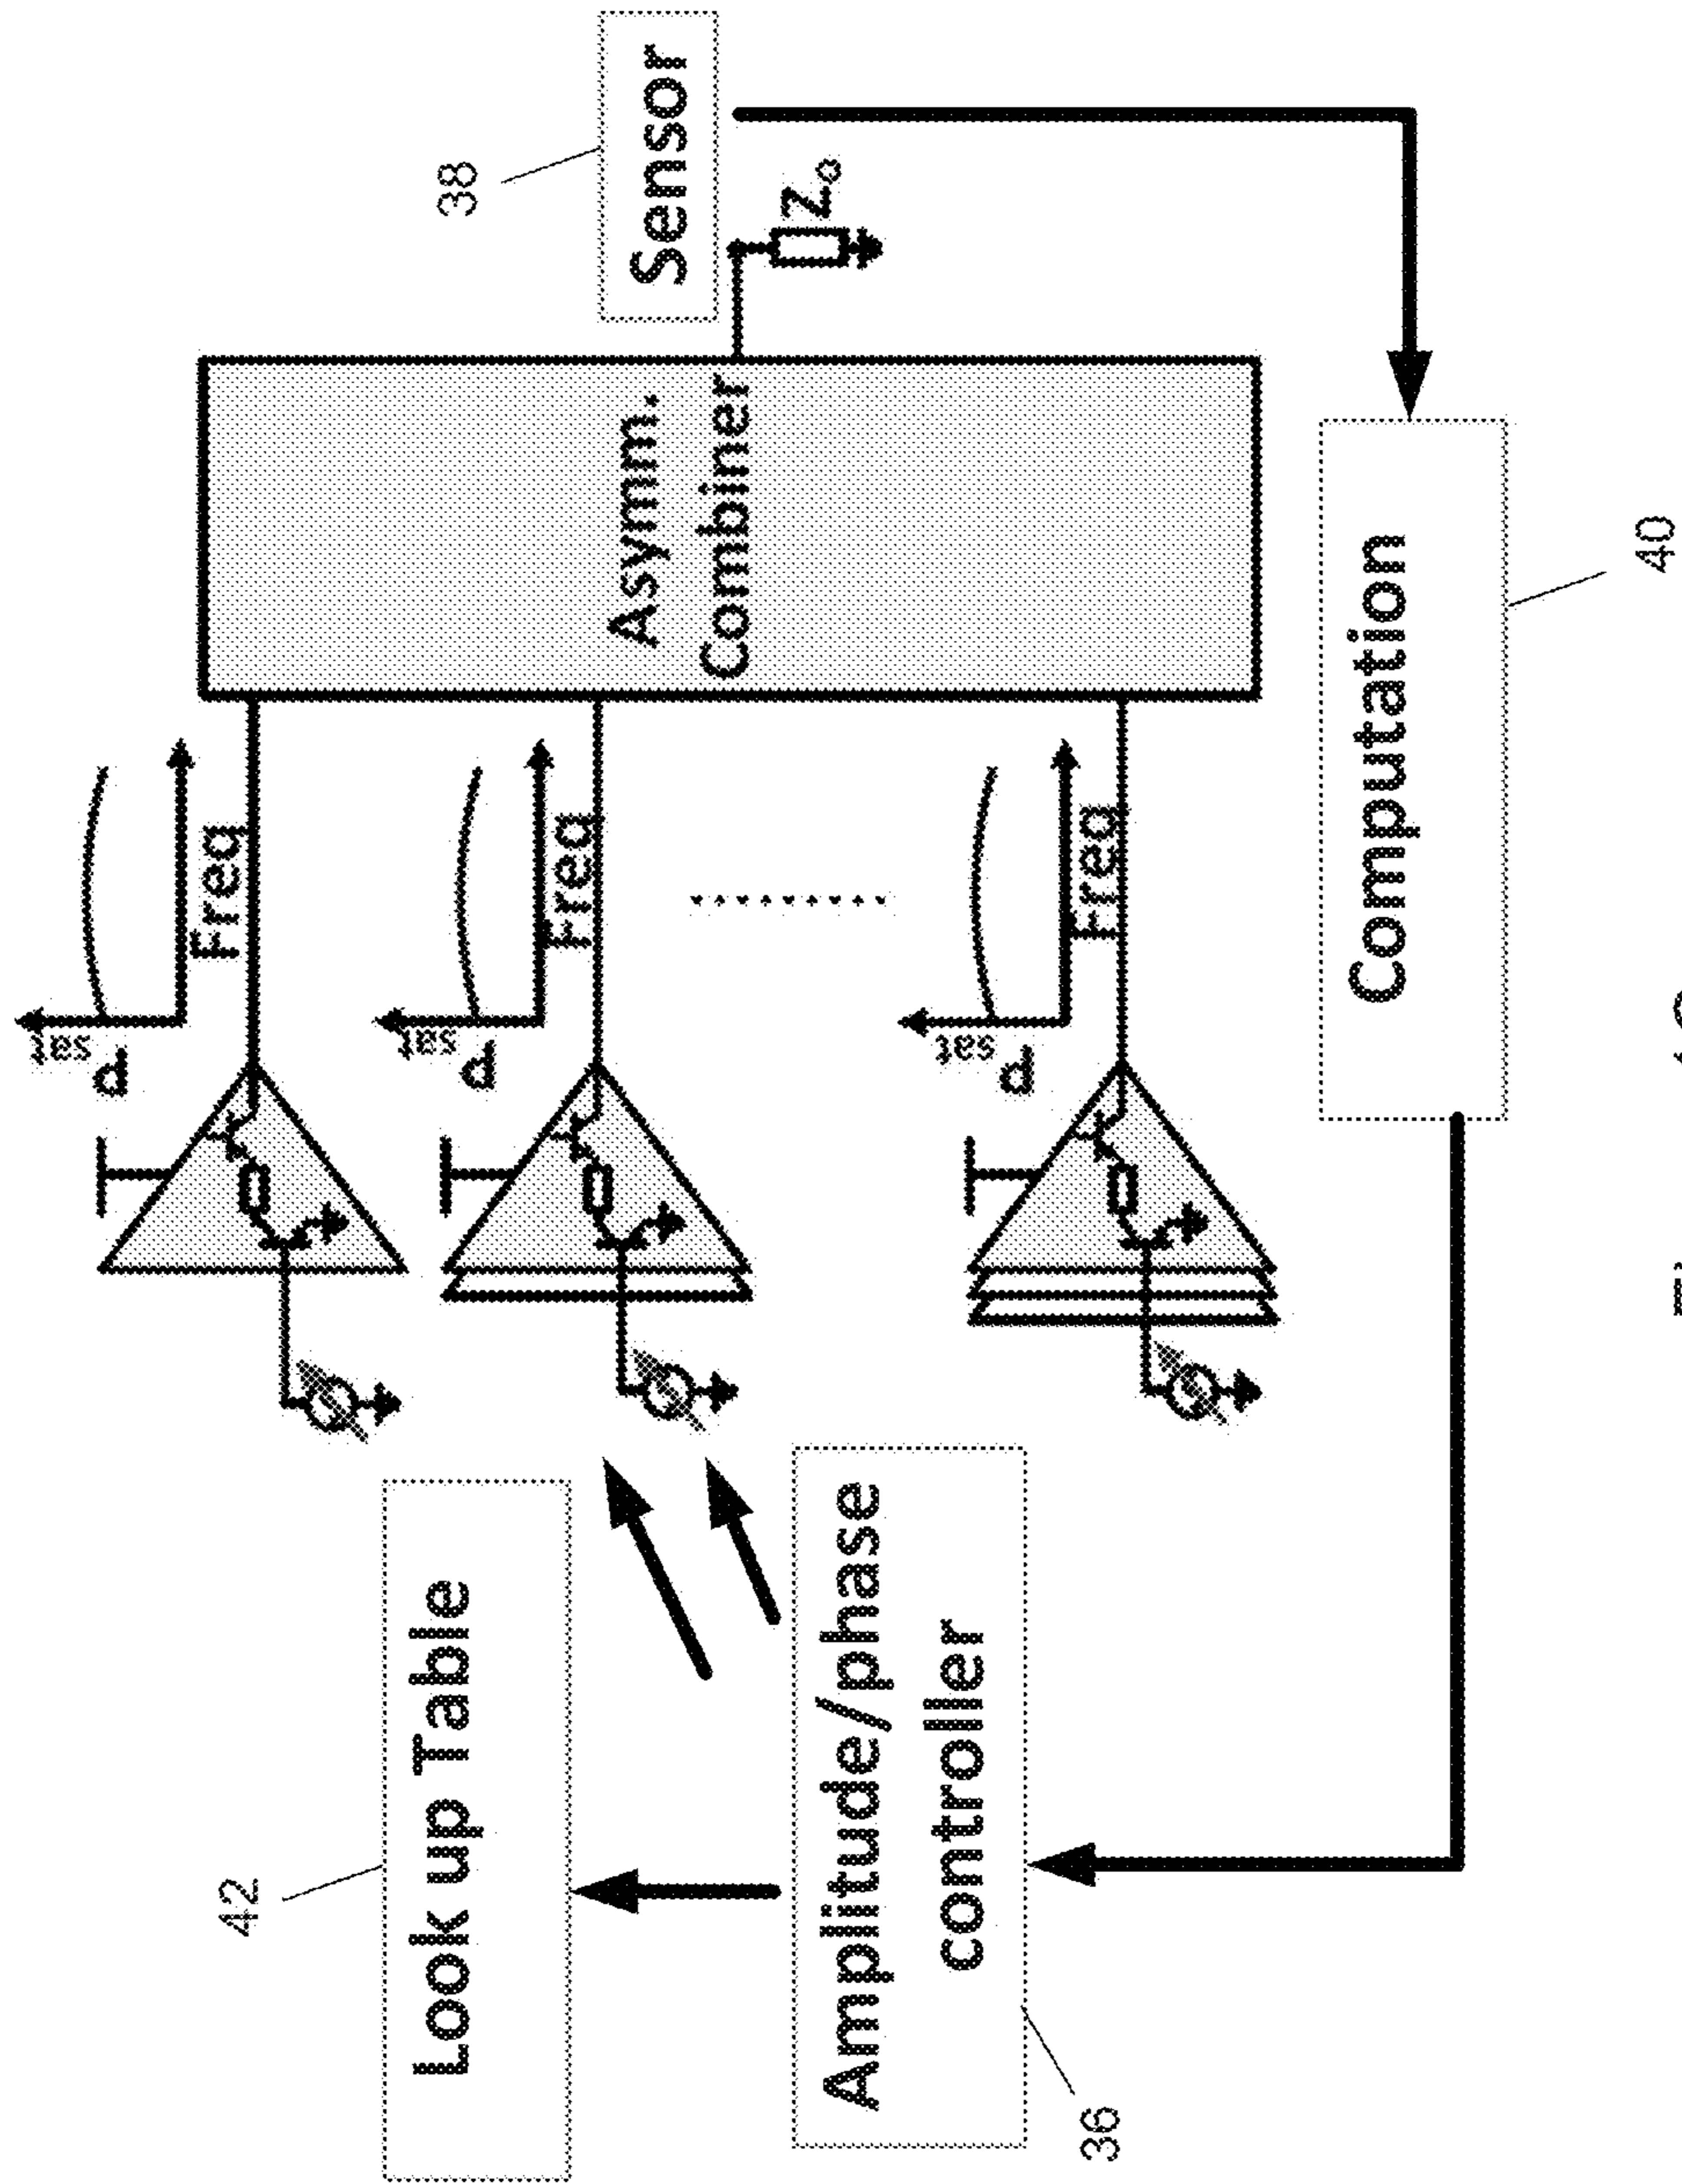 42
Look up Table
Amplitude/phase
controller
36
Psat
Freq
Psat
Freq
Psat
Freq
Asymm.
Combiner
38
Sensor
Zo
Computation
40